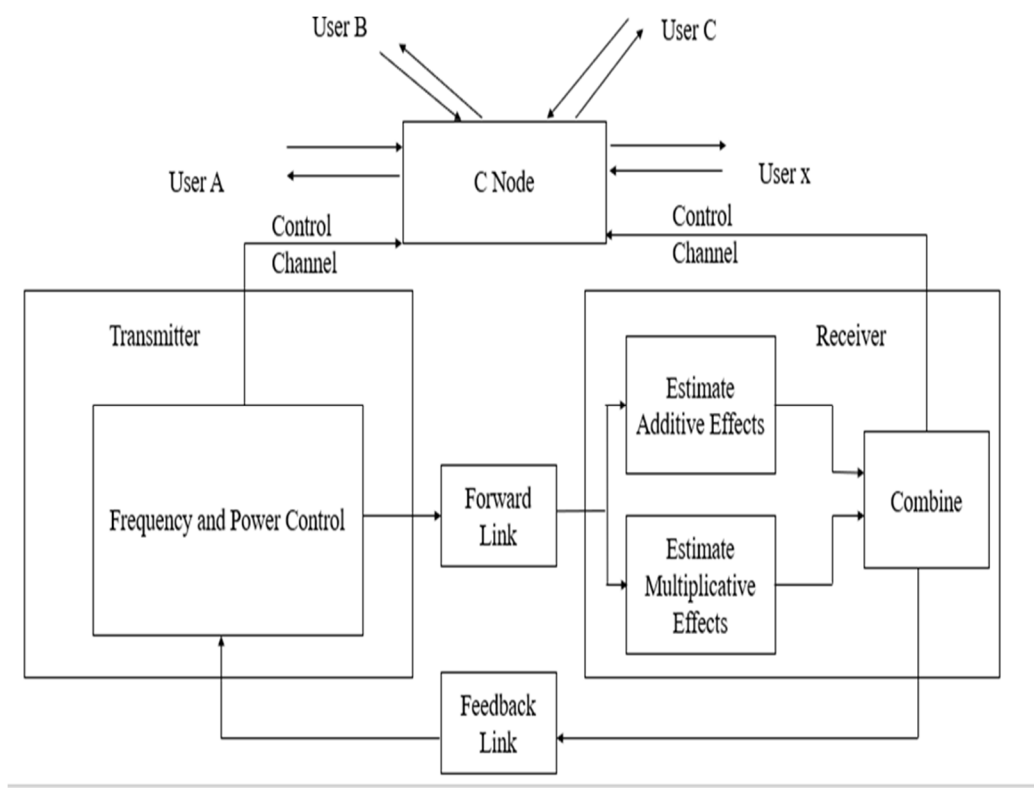 User B
User C
User A
C Node
User x
Control
Channel
Control
Channel
Transmitter
Receiver
Frequency and Power Control
Forward
Link
Estimate
Additive Effects
Estimate
Multiplicative
Effects
Combine
Feedback
Link